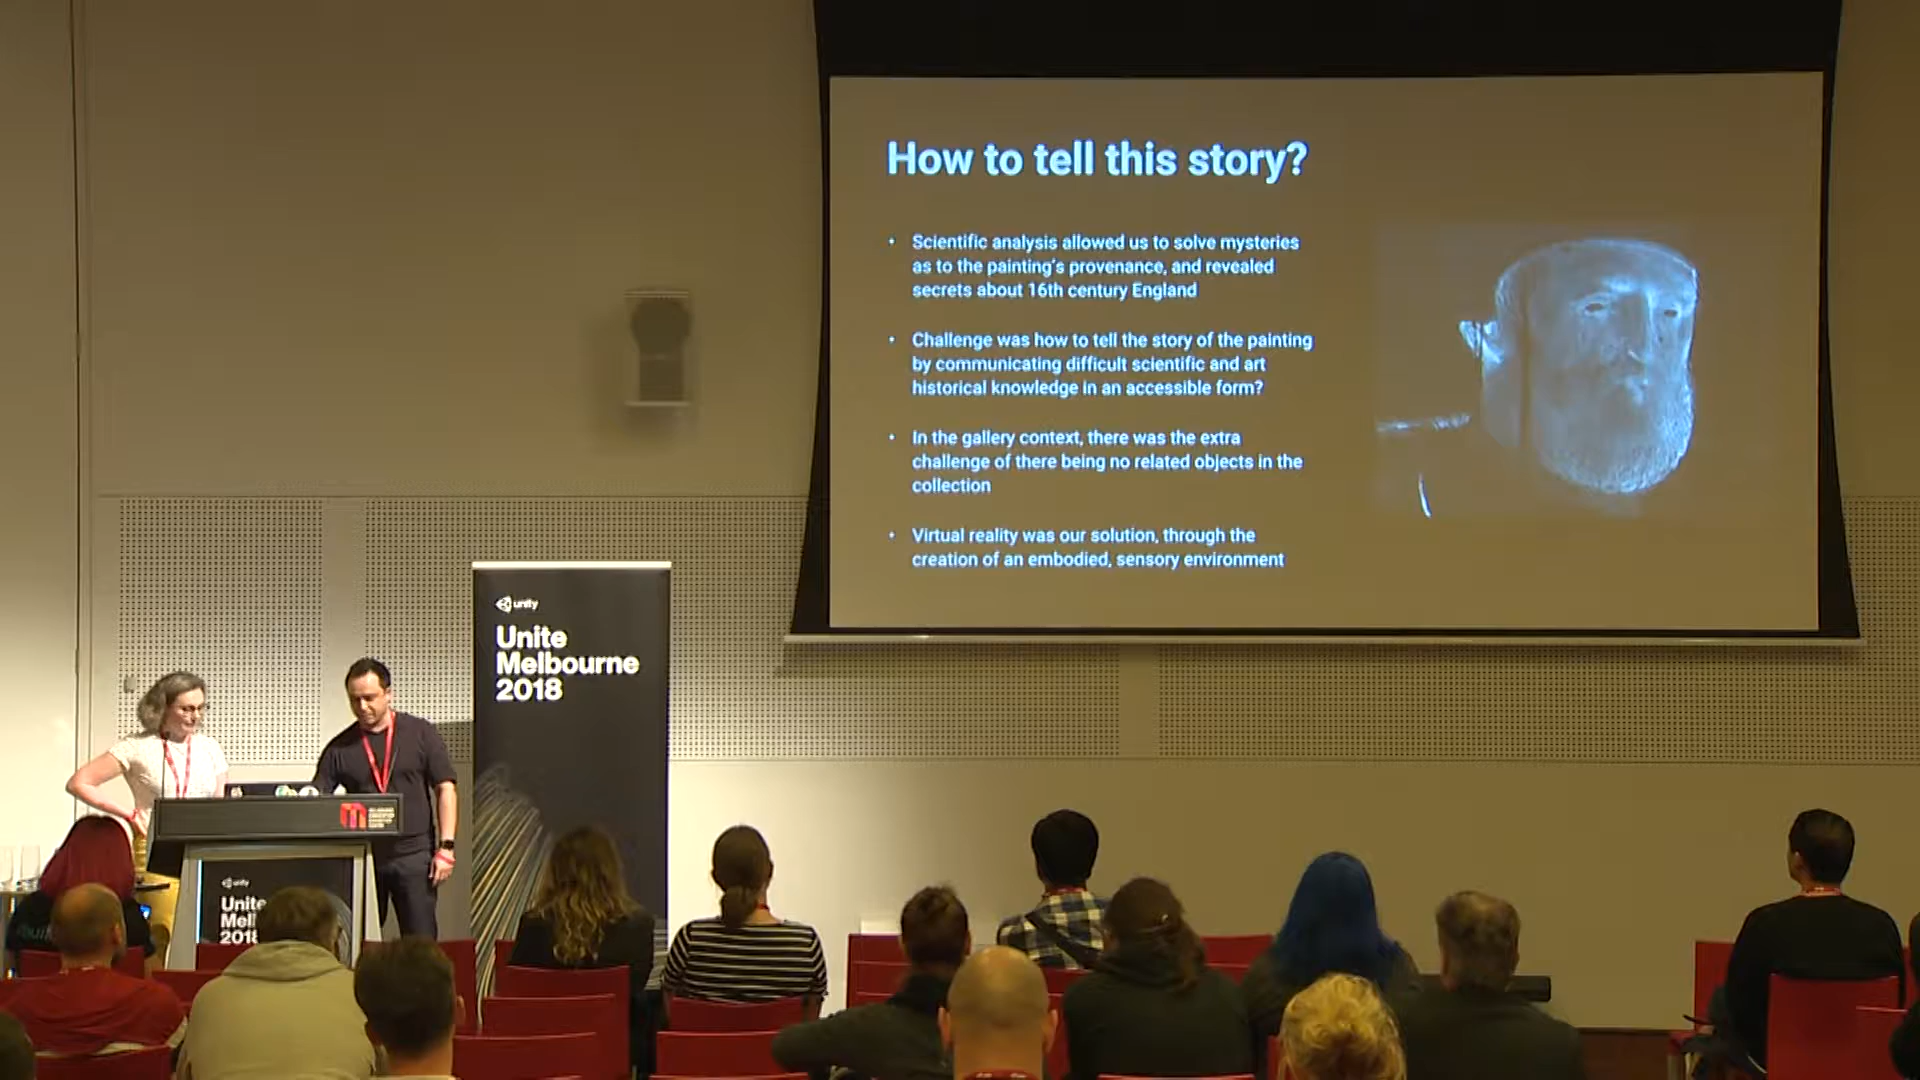 How to tell this story?
• Scientific analysis allowed us to solve mysteries
as to the painting's provenance, and revealed
secrets about 16th century England
• Challenge was how to tell the story of the painting
by communicating difficult scientific and art
historical knowledge in an accessible form?
• In the gallery context, there was the extra
challenge of there being no related objects in the
collection
• Virtual reality was our solution, through the
creation of an embodied, sensory environment
unity
Unite
Melbourne
2018
unity
Unite
Mel
2018